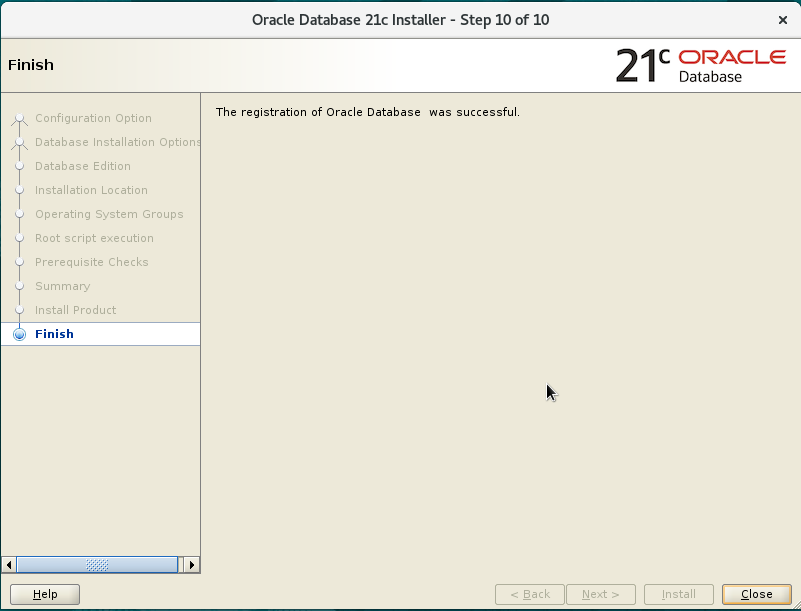 Oracle Database 21c Installer - Step 10 of 10
Finish
21c ORACLE
Database
Configuration Option
Database Installation Options
Database Edition
Installation Location
Operating System Groups
Root script execution
Prerequisite Checks
Summary
Install Product
Finish
The registration of Oracle Database  was successful.
Help
< Back
Next >
Install
Close